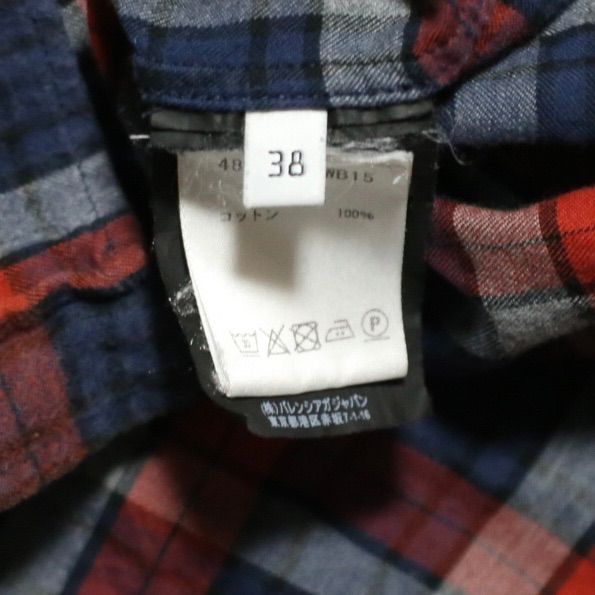 38
48 WB15
コットン 100%
P
(株)バレンシアガジャパン
東京都港区赤坂7-1-16